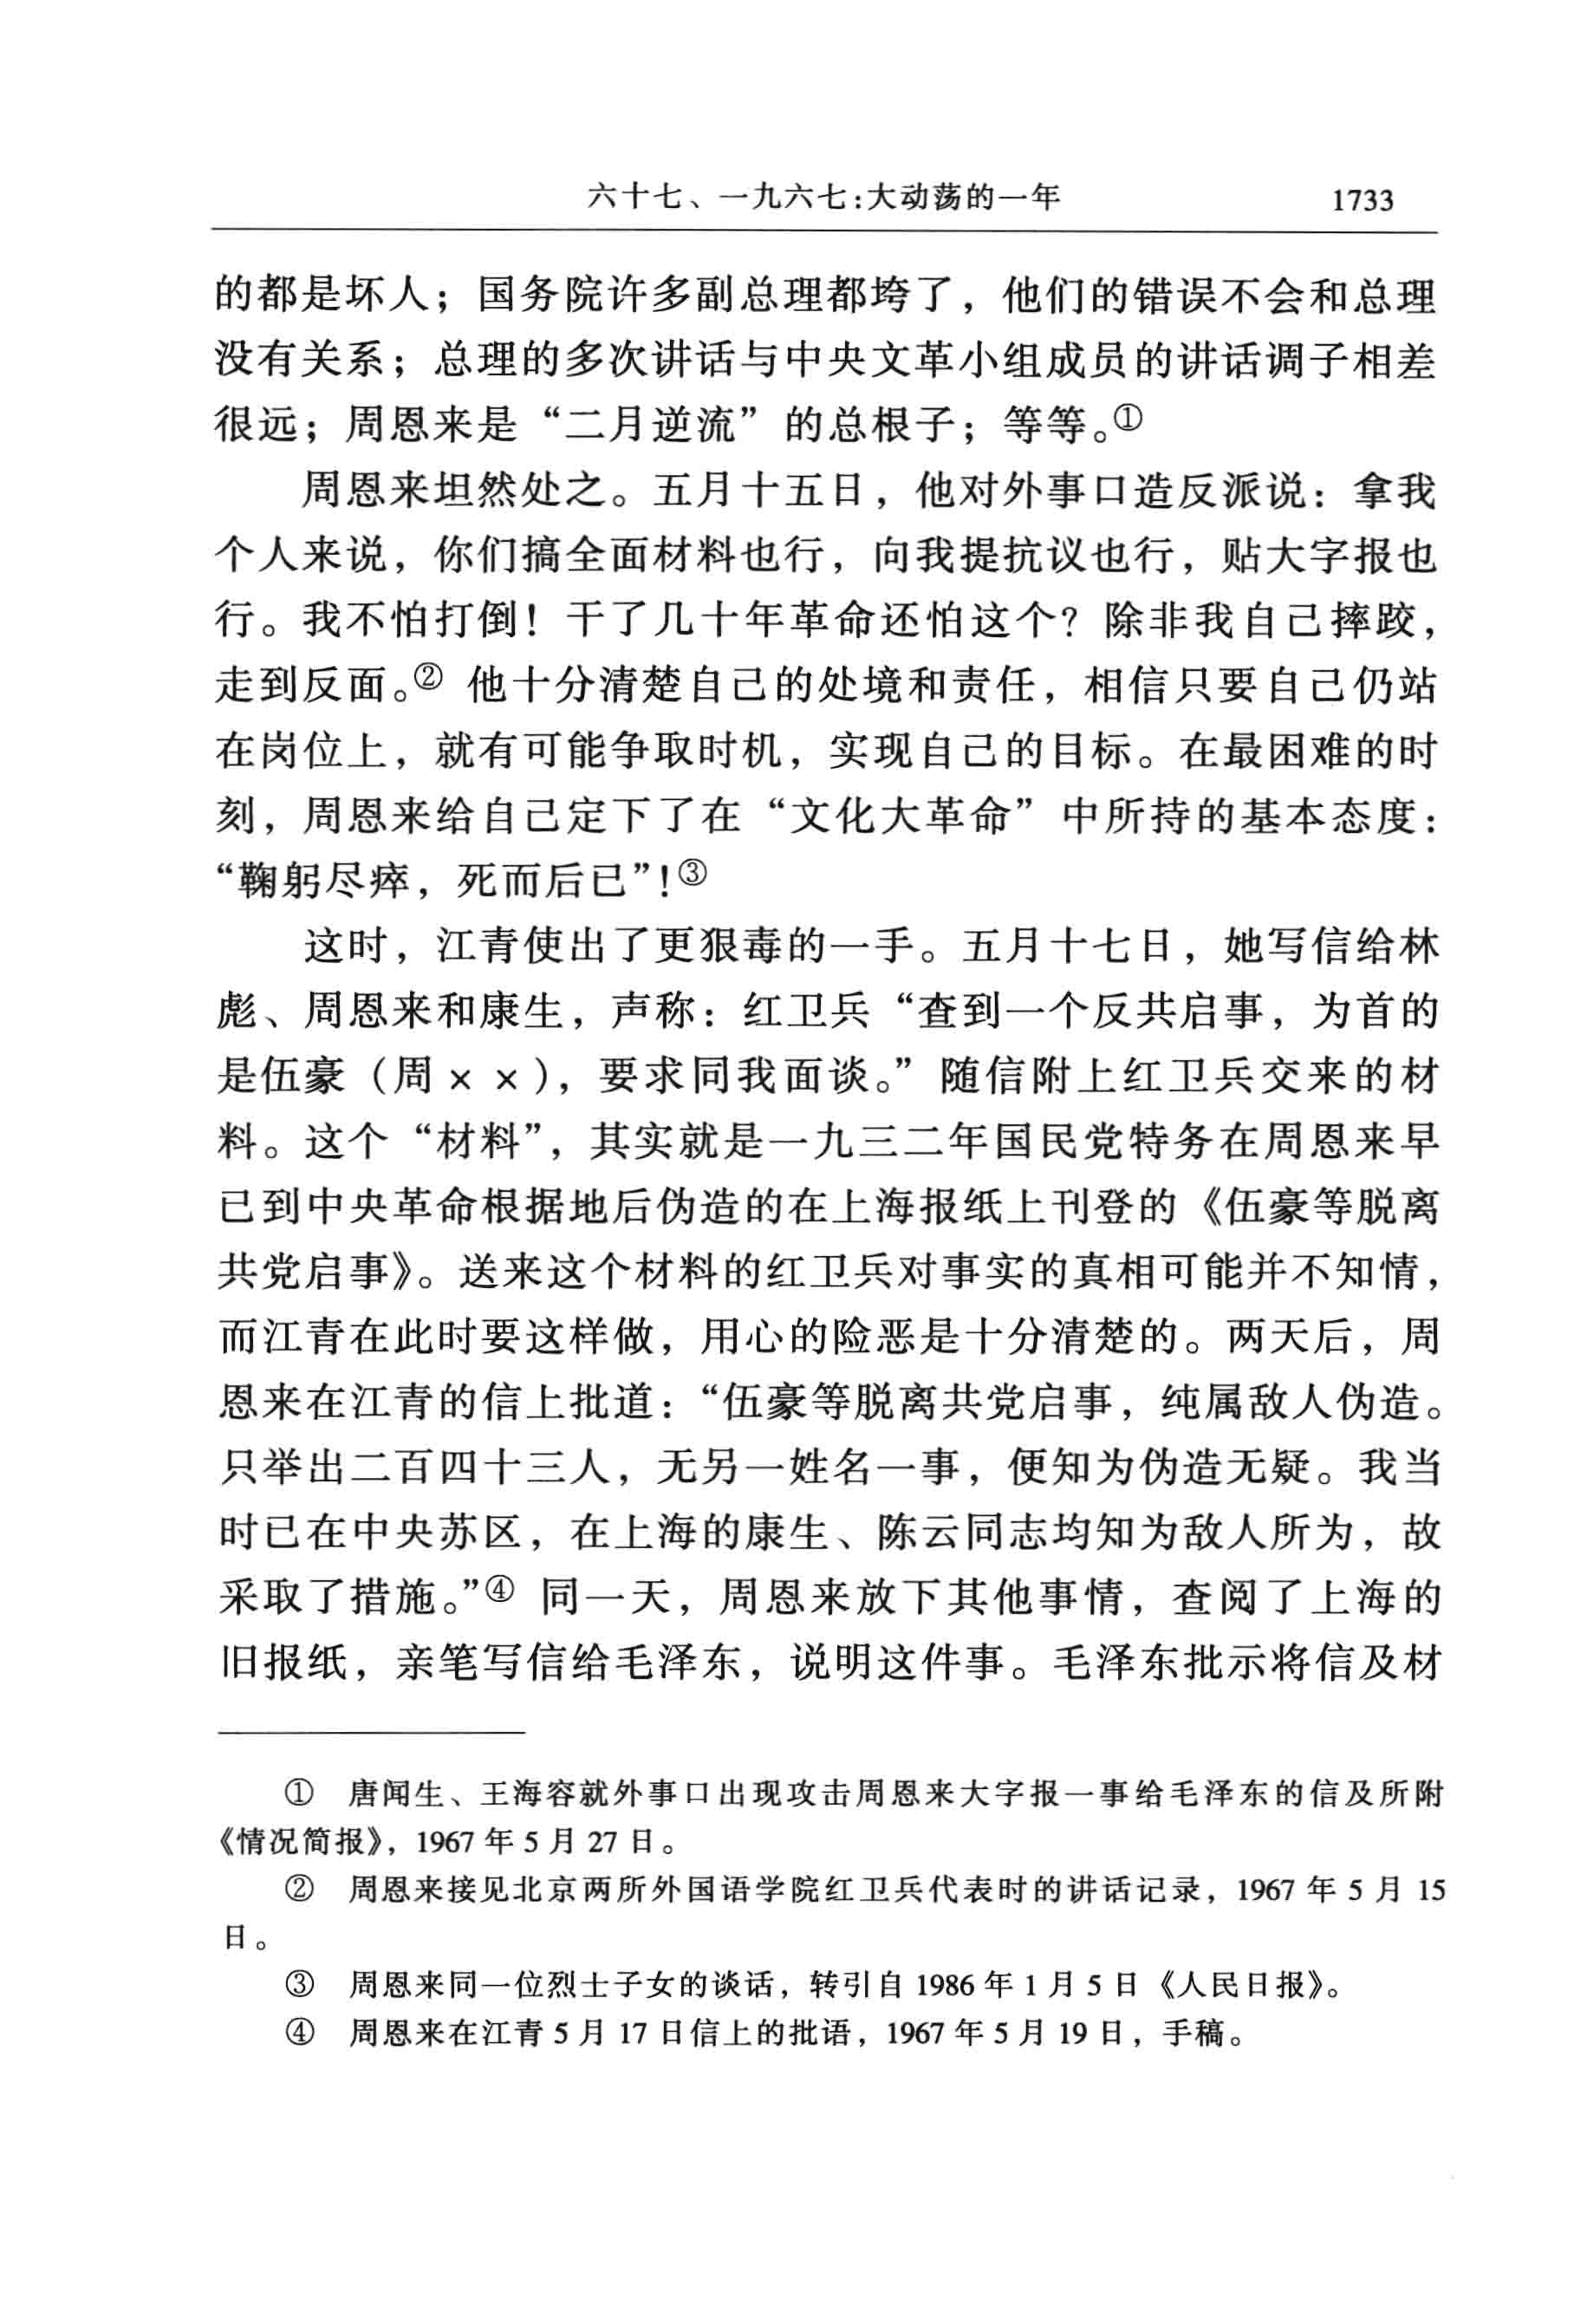 六十七、一九六七:大动荡的一年 1733
的都是坏人；国务院许多副总理都垮了，他们的错误不会和总理
没有关系；总理的多次讲话与中央文革小组成员的讲话调子相差
很远；周恩来是“二月逆流”的总根子；等等。①
周恩来坦然处之。五月十五日，他对外事口造反派说：拿我
个人来说，你们搞全面材料也行，向我提抗议也行，贴大字报也
行。我不怕打倒！干了几十年革命还怕这个？除非我自己摔跤，
走到反面。② 他十分清楚自己的处境和责任，相信只要自己仍站
在岗位上，就有可能争取时机，实现自己的目标。在最困难的时
刻，周恩来给自己定下了在“文化大革命”中所持的基本态度：
“鞠躬尽瘁，死而后已”！③
这时，江青使出了更狠毒的一手。五月十七日，她写信给林
彪、周恩来和康生，声称：红卫兵“查到一个反共启事，为首的
是伍豪（周××），要求同我面谈。”随信附上红卫兵交来的材
料。这个“材料”，其实就是一九三二年国民党特务在周恩来早
已到中央革命根据地后伪造的在上海报纸上刊登的《伍豪等脱离
共党启事》。送来这个材料的红卫兵对事实的真相可能并不知情，
而江青在此时要这样做，用心的险恶是十分清楚的。两天后，周
恩来在江青的信上批道：“伍豪等脱离共党启事，纯属敌人伪造。
只举出二百四十三人，无另一姓名一事，便知为伪造无疑。我当
时已在中央苏区，在上海的康生、陈云同志均知为敌人所为，故
采取了措施。”④ 同一天，周恩来放下其他事情，查阅了上海的
旧报纸，亲笔写信给毛泽东，说明这件事。毛泽东批示将信及材
① 唐闻生、王海容就外事口出现攻击周恩来大字报一事给毛泽东的信及所附
《情况简报》，1967 年 5 月 27 日。
② 周恩来接见北京两所外国语学院红卫兵代表时的讲话记录，1967 年 5 月 15
日。
③ 周恩来同一位烈士子女的谈话，转引自 1986 年 1 月 5 日《人民日报》。
④ 周恩来在江青 5 月 17 日信上的批语，1967 年 5 月 19 日，手稿。